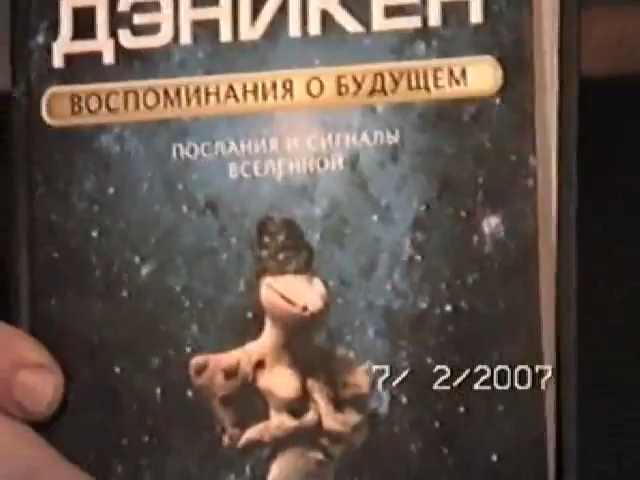 ДЭНИКЕН
ВОСПОМИНАНИЯ О БУДУЩЕМ
ПОСЛАНИЯ И СИГНАЛЫ
ВСЕЛЕННОЙ
7/ 2/2007